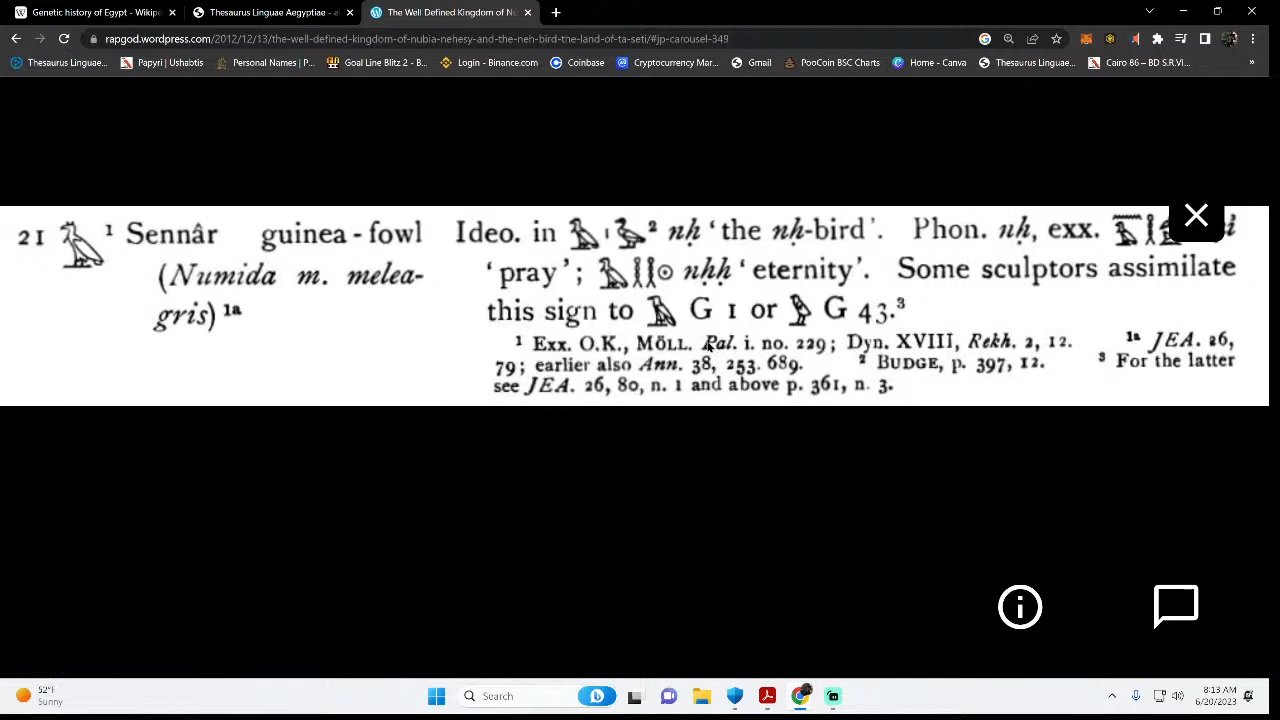 Genetic history of Egypt - Wikipe
Thesaurus Linguae Aegyptiae - a
The Well Defined Kingdom of Nu
rapgod.wordpress.com/2012/12/13/the-well-defined-kingdom-of-nubia-nehesy-and-the-neh-bird-the-land-of-ta-seti/#jp-carousel-349
Thesaurus Linguae...
Papyri | Ushabtis
Personal Names | P...
Goal Line Blitz 2 - B...
Login - Binance.com
Coinbase
Cryptocurrency Mar...
Gmail
PooCoin BSC Charts
Home - Canva
Thesaurus Lingue...
Cairo 86 – BD S.R.VI...
21 ¹ Sennâr guinea-fowl
(Numida m. melea-
gris) ¹ᵃ
Ideo. in ² nḥ ‘the nḥ-bird’. Phon. nḥ, exx.
‘pray’; nḥḥ ‘eternity’. Some sculptors assimilate
this sign to G 1 or G 43.³
¹ Exx. O.K., MÖLL. Pal. i. no. 229; Dyn. XVIII, Rekh. 2, 12. ¹ᵃ JEA. 26,
79; earlier also Ann. 38, 253. 689. ² BUDGE, p. 397, 12. ³ For the latter
see JEA. 26, 80, n. 1 and above p. 361, n. 3.
52°F
Sunny
Search
8:13 AM